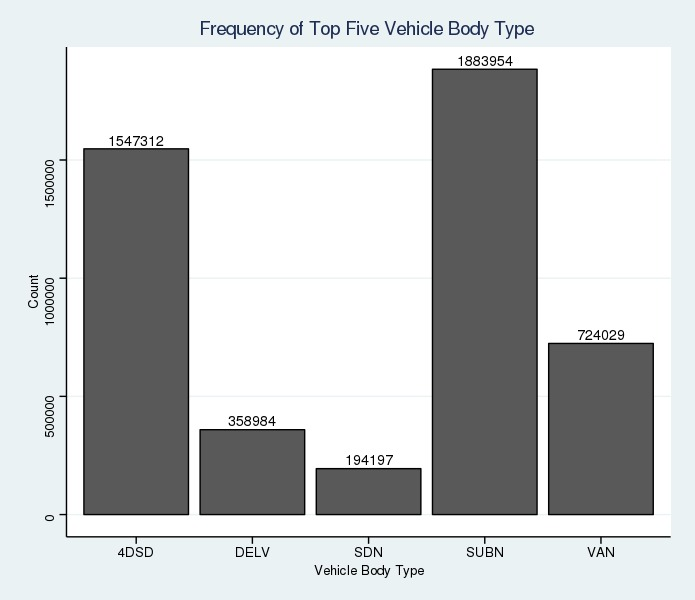 Frequency of Top Five Vehicle Body Type
1883954
1547312
724029
358984
194197
Count
1500000
1000000
500000
0
4DSD DELV SDN SUBN VAN
Vehicle Body Type